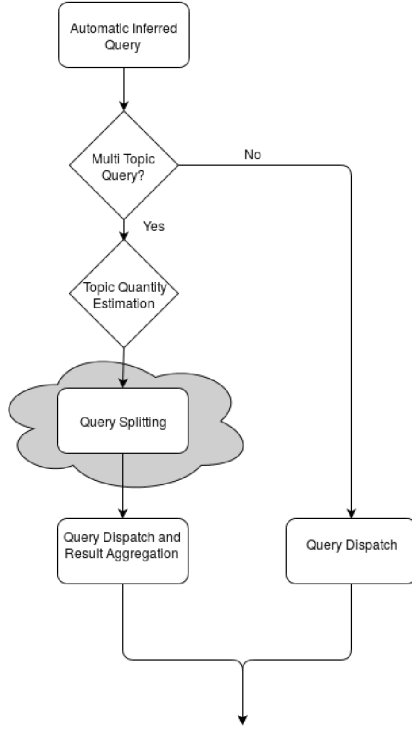 Automatic Inferred
Query
Multi Topic
Query?
No
Yes
Topic Quantity
Estimation
Query Splitting
Query Dispatch and
Result Aggregation
Query Dispatch